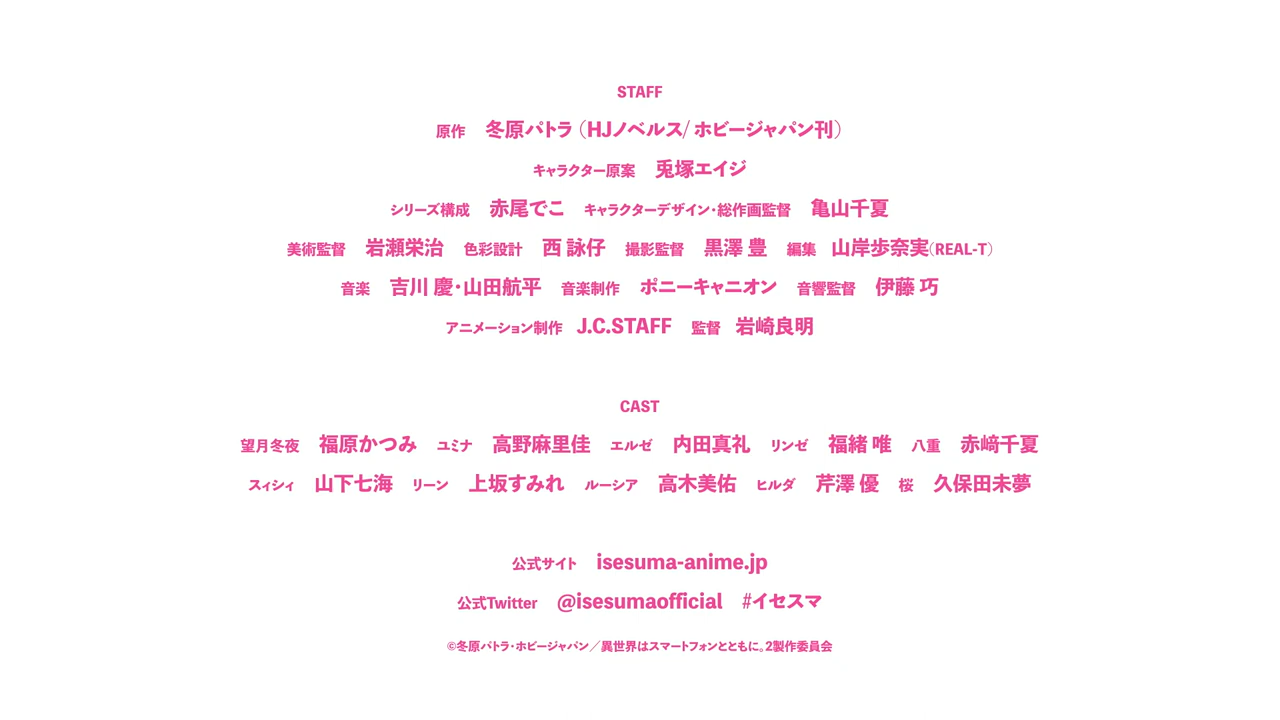 STAFF
原作 冬原パトラ（HJノベルス/ ホビージャパン刊）
キャラクター原案 兎塚エイジ
シリーズ構成 赤尾でこ キャラクターデザイン・総作画監督 亀山千夏
美術監督 岩瀬栄治 色彩設計 西 詠仔 撮影監督 黒澤 豊 編集 山岸歩奈実（REAL-T）
音楽 吉川 慶・山田航平 音楽制作 ポニーキャニオン 音響監督 伊藤 巧
アニメーション制作 J.C.STAFF 監督 岩崎良明
CAST
望月冬夜 福原かつみ ユミナ 高野麻里佳 エルゼ 内田真礼 リンゼ 福緒 唯 八重 赤﨑千夏
スゥシィ 山下七海 リーン 上坂すみれ ルーシア 高木美佑 ヒルダ 芹澤 優 桜 久保田未夢
公式サイト isesuma-anime.jp
公式Twitter @isesumaofficial #イセスマ
©冬原パトラ・ホビージャパン／異世界はスマートフォンとともに。2製作委員会